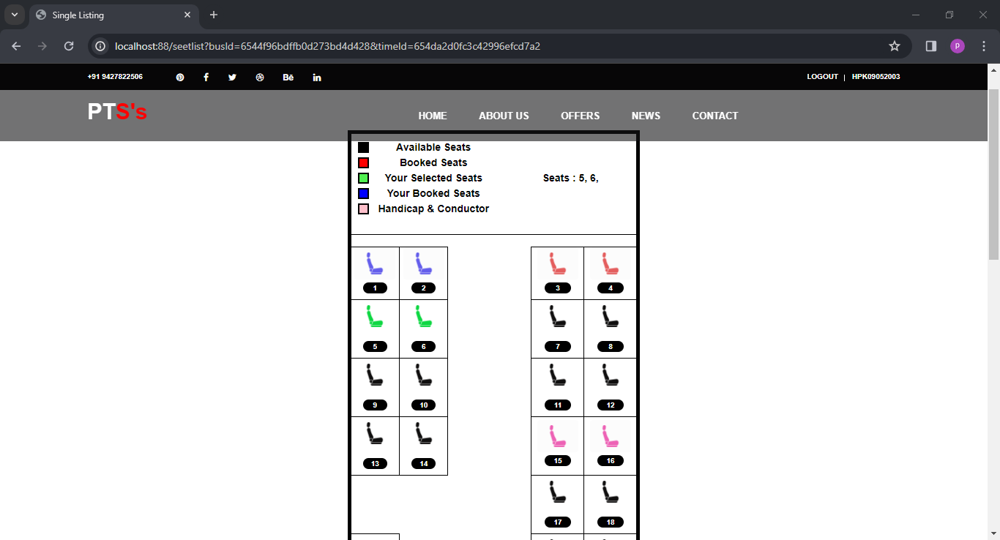 Single Listing
localhost:88/seetlist?busId=6544f96bdffb0d273bd4d428&timeId=654da2d0fc3c42996efcd7a2
p
+91 9427822506
Bē
in
LOGOUT | HPK09052003
PTS's
HOME ABOUT US OFFERS NEWS CONTACT
Available Seats
Booked Seats
Your Selected Seats Seats : 5, 6,
Your Booked Seats
Handicap & Conductor
1 2 3 4
5 6 7 8
9 10 11 12
13 14 15 16
17 18